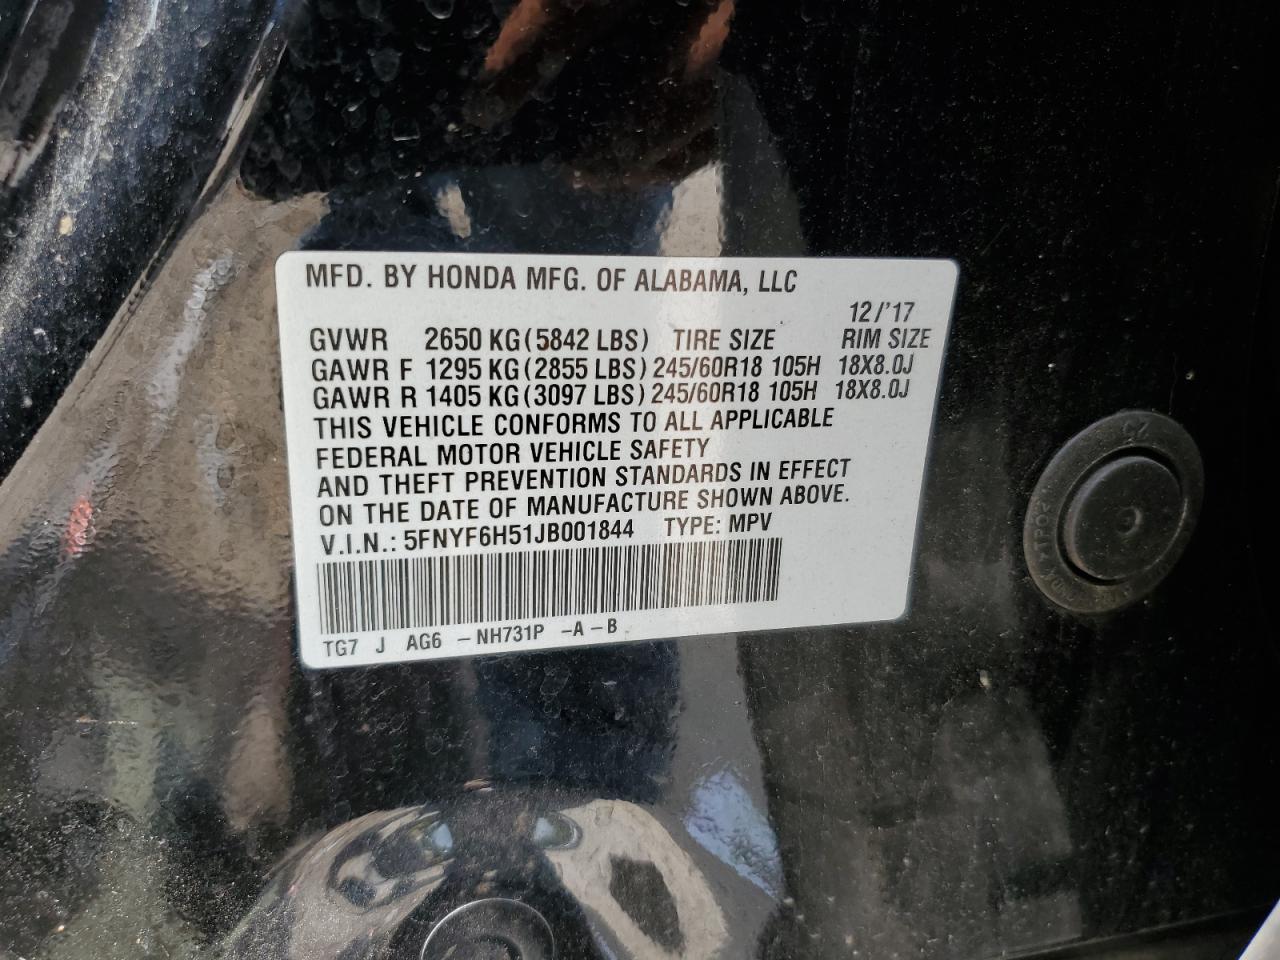 MFD. BY HONDA MFG. OF ALABAMA, LLC
12/'17
GVWR 2650 KG(5842 LBS) TIRE SIZE RIM SIZE
GAWR F 1295 KG(2855 LBS)245/60R18 105H 18X8.0J
GAWR R 1405 KG(3097 LBS)245/60R18 105H 18X8.0J
THIS VEHICLE CONFORMS TO ALL APPLICABLE
FEDERAL MOTOR VEHICLE SAFETY
AND THEFT PREVENTION STANDARDS IN EFFECT
ON THE DATE OF MANUFACTURE SHOWN ABOVE.
V.I.N.: 5FNYF6H51JB001844 TYPE: MPV
TG7 J AG6 -NH731P -A-B